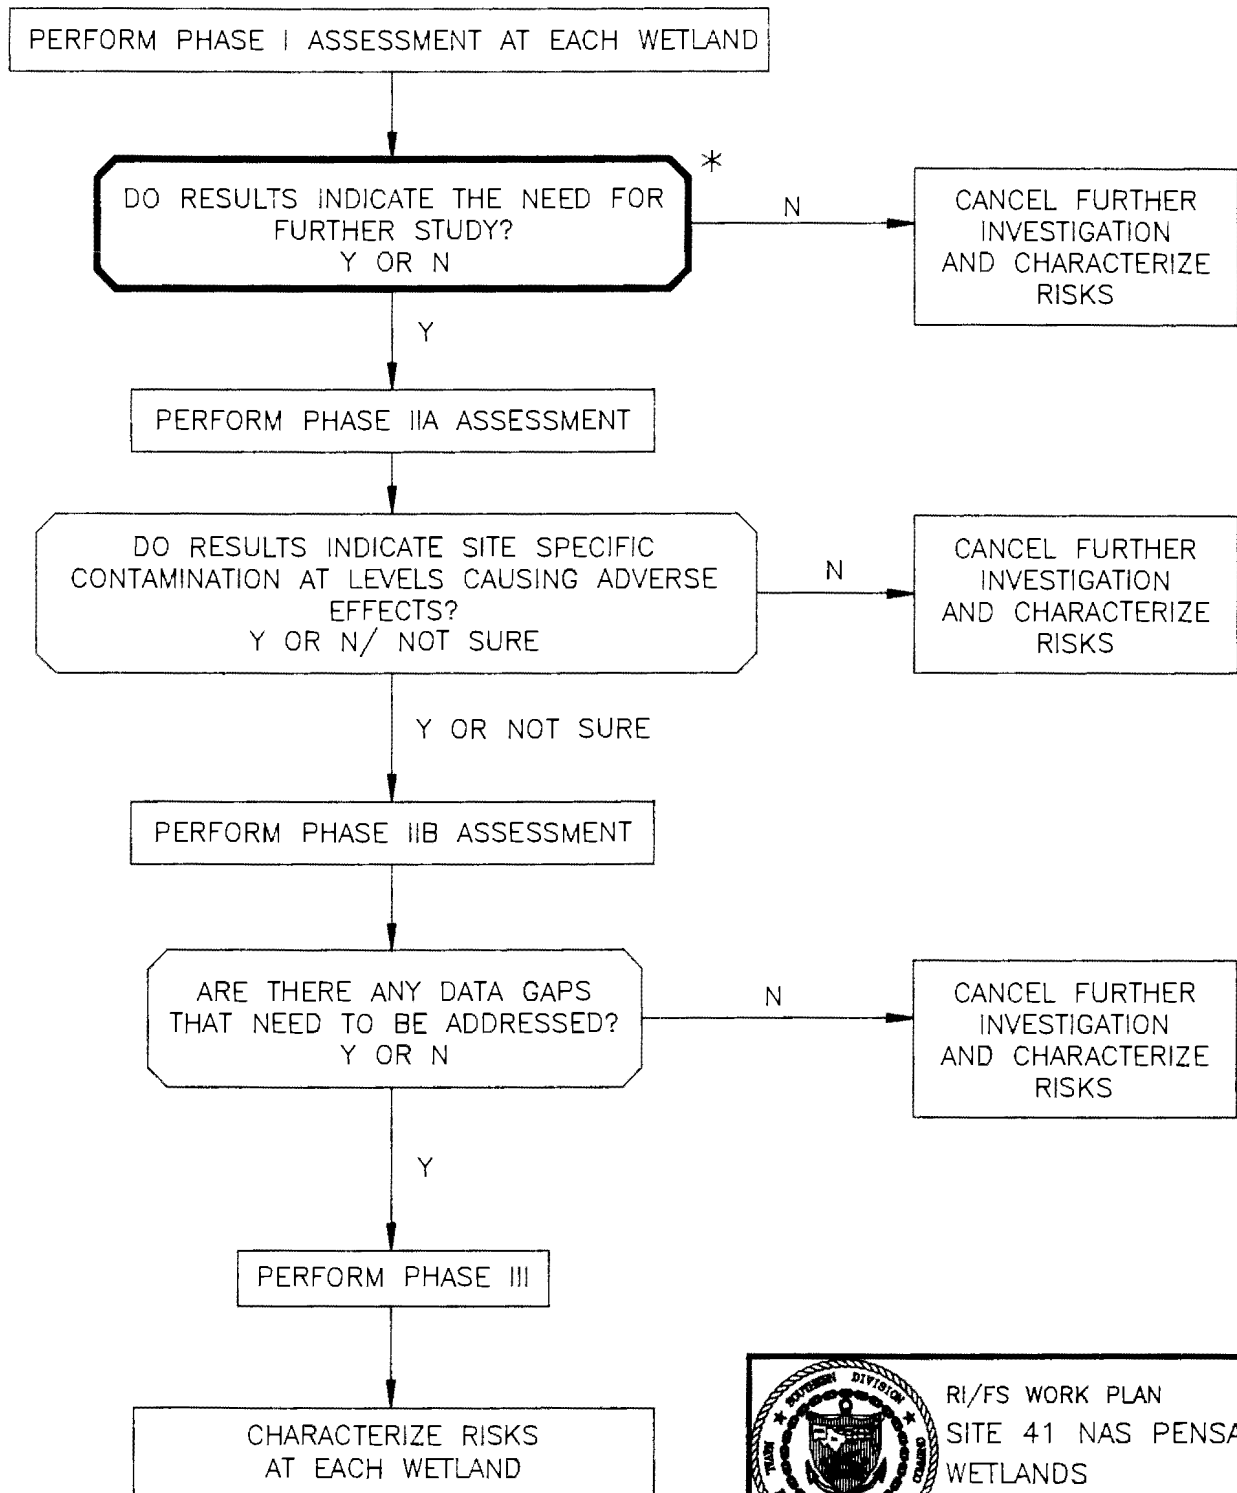 PERFORM PHASE I ASSESSMENT AT EACH WETLAND
*
DO RESULTS INDICATE THE NEED FOR
FURTHER STUDY?
Y OR N
N
CANCEL FURTHER
INVESTIGATION
AND CHARACTERIZE
RISKS
Y
PERFORM PHASE IIA ASSESSMENT
DO RESULTS INDICATE SITE SPECIFIC
CONTAMINATION AT LEVELS CAUSING ADVERSE
EFFECTS?
Y OR N/ NOT SURE
N
CANCEL FURTHER
INVESTIGATION
AND CHARACTERIZE
RISKS
Y OR NOT SURE
PERFORM PHASE IIB ASSESSMENT
ARE THERE ANY DATA GAPS
THAT NEED TO BE ADDRESSED?
Y OR N
N
CANCEL FURTHER
INVESTIGATION
AND CHARACTERIZE
RISKS
Y
PERFORM PHASE III
CHARACTERIZE RISKS
AT EACH WETLAND
SOUTHERN DIVISION
NAVAL
RI/FS WORK PLAN
SITE 41 NAS PENSA
WETLANDS